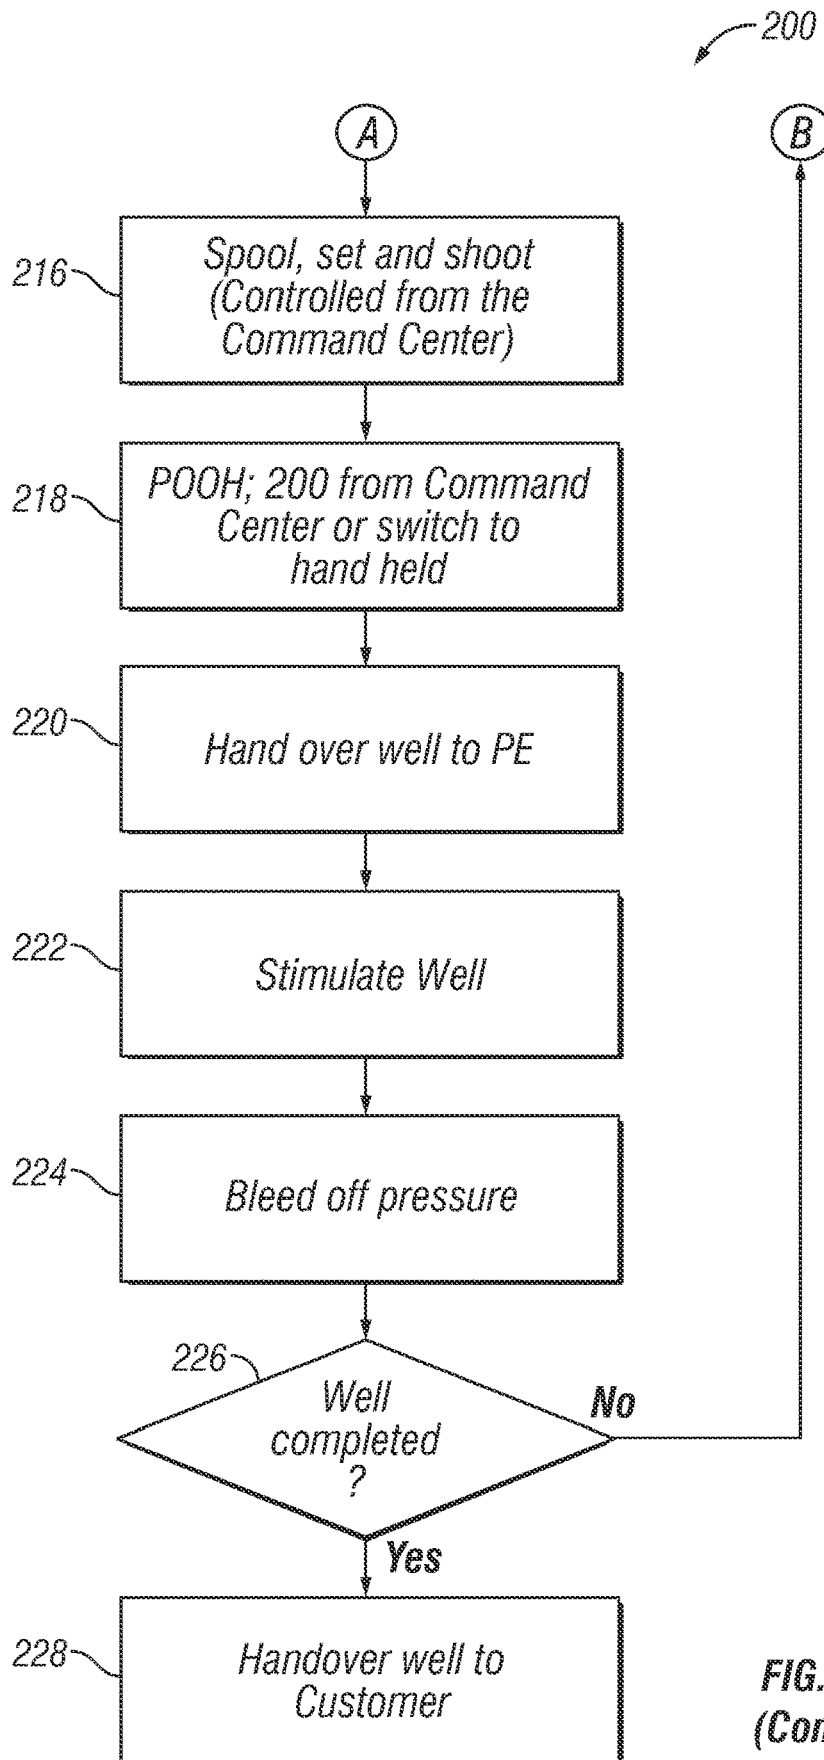 200
A
B
216
Spool, set and shoot
(Controlled from the
Command Center)
218
POOH; 200 from Command
Center or switch to
hand held
220
Hand over well to PE
222
Stimulate Well
224
Bleed off pressure
226
Well
completed
?
No
Yes
228
Handover well to
Customer
FIG.